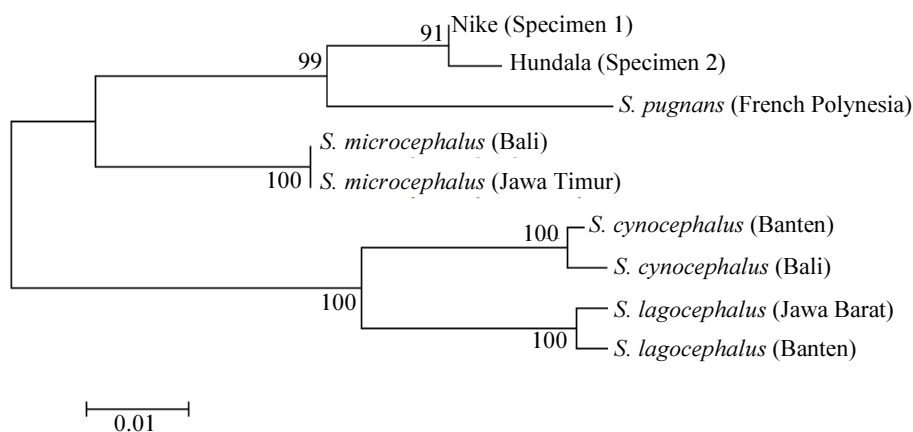 Nike (Specimen 1)
91
99
Hundala (Specimen 2)
S. pugnans (French Polynesia)
S. microcephalus (Bali)
100
S. microcephalus (Jawa Timur)
S. cynocephalus (Banten)
100
S. cynocephalus (Bali)
100
S. lagocephalus (Jawa Barat)
100
S. lagocephalus (Banten)
0.01